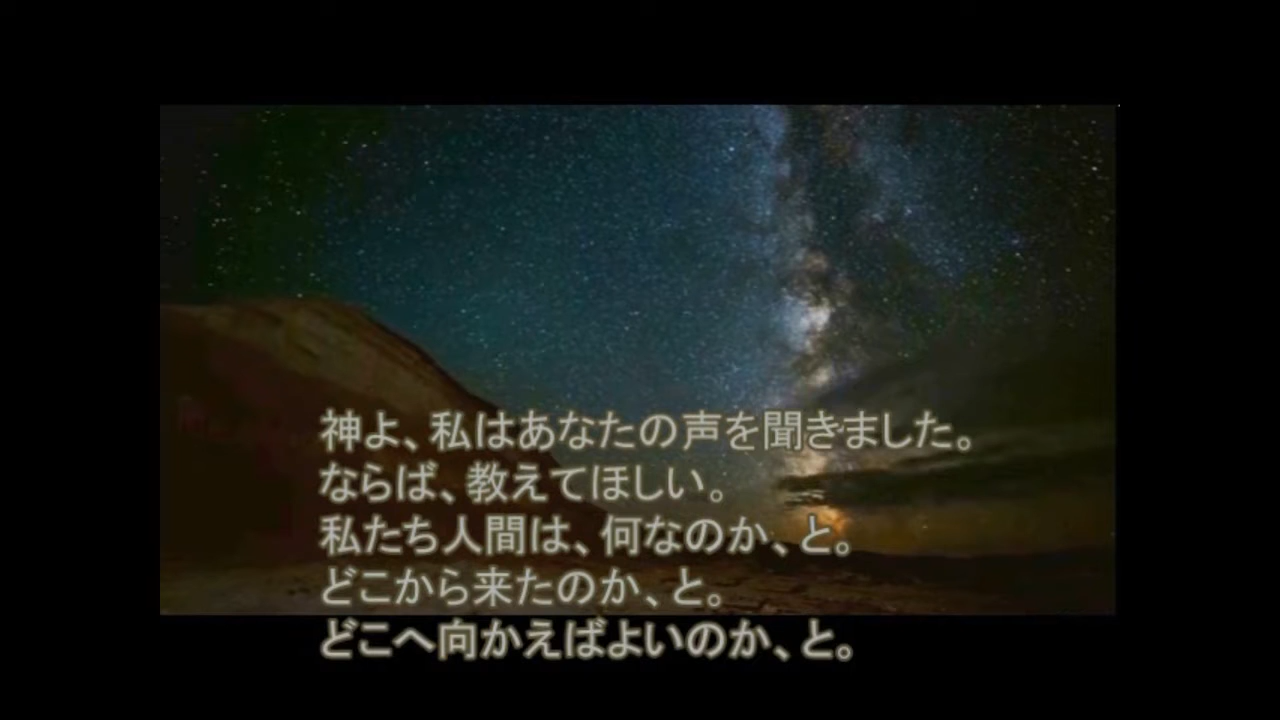 神よ、私はあなたの声を聞きました。
ならば、教えてほしい。
私たち人間は、何なのか、と。
どこから来たのか、と。
どこへ向かえばよいのか、と。